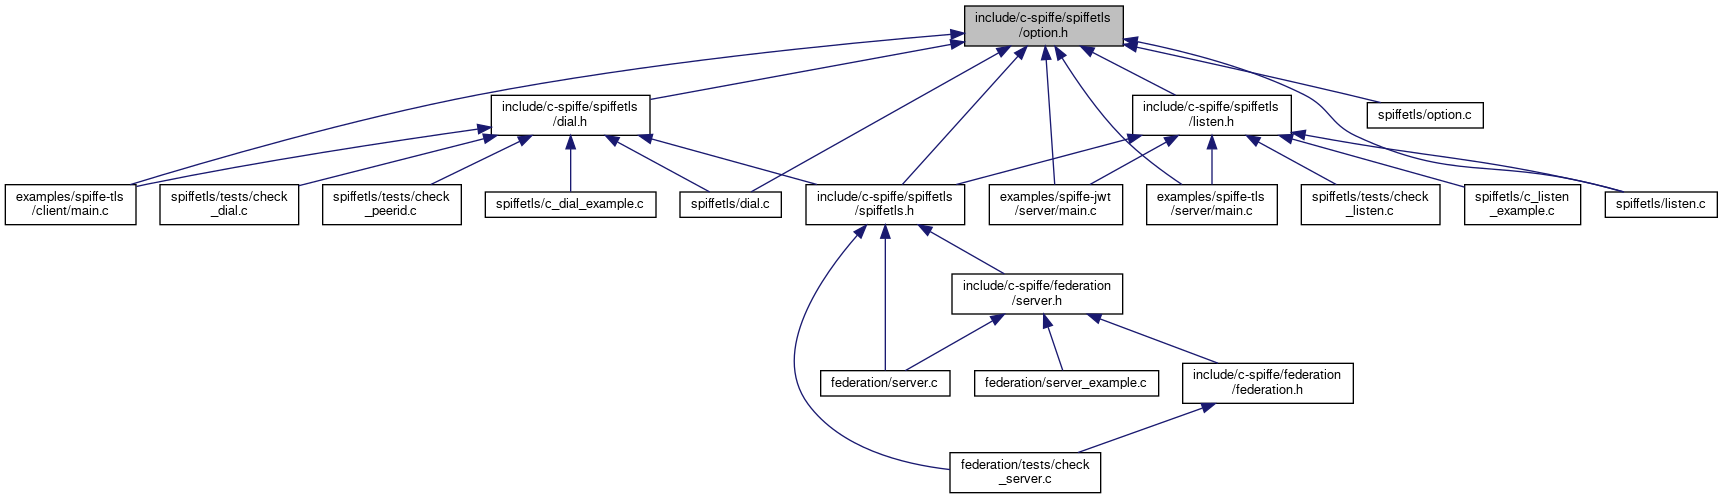 include/c-spiffe/spiffetls
/option.h
include/c-spiffe/spiffetls
/dial.h
include/c-spiffe/spiffetls
/listen.h
spiffetls/option.c
examples/spiffe-tls
/client/main.c
spiffetls/tests/check
_dial.c
spiffetls/tests/check
_peerid.c
spiffetls/c_dial_example.c
spiffetls/dial.c
include/c-spiffe/spiffetls
/spiffetls.h
examples/spiffe-jwt
/server/main.c
examples/spiffe-tls
/server/main.c
spiffetls/tests/check
_listen.c
spiffetls/c_listen
_example.c
spiffetls/listen.c
include/c-spiffe/federation
/server.h
federation/server.c
federation/server_example.c
include/c-spiffe/federation
/federation.h
federation/tests/check
_server.c